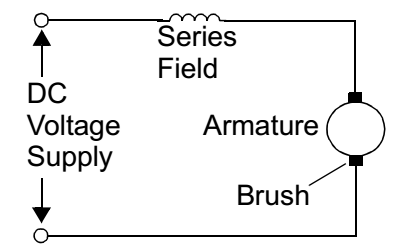 Series
Field
DC
Voltage
Supply
Armature
Brush